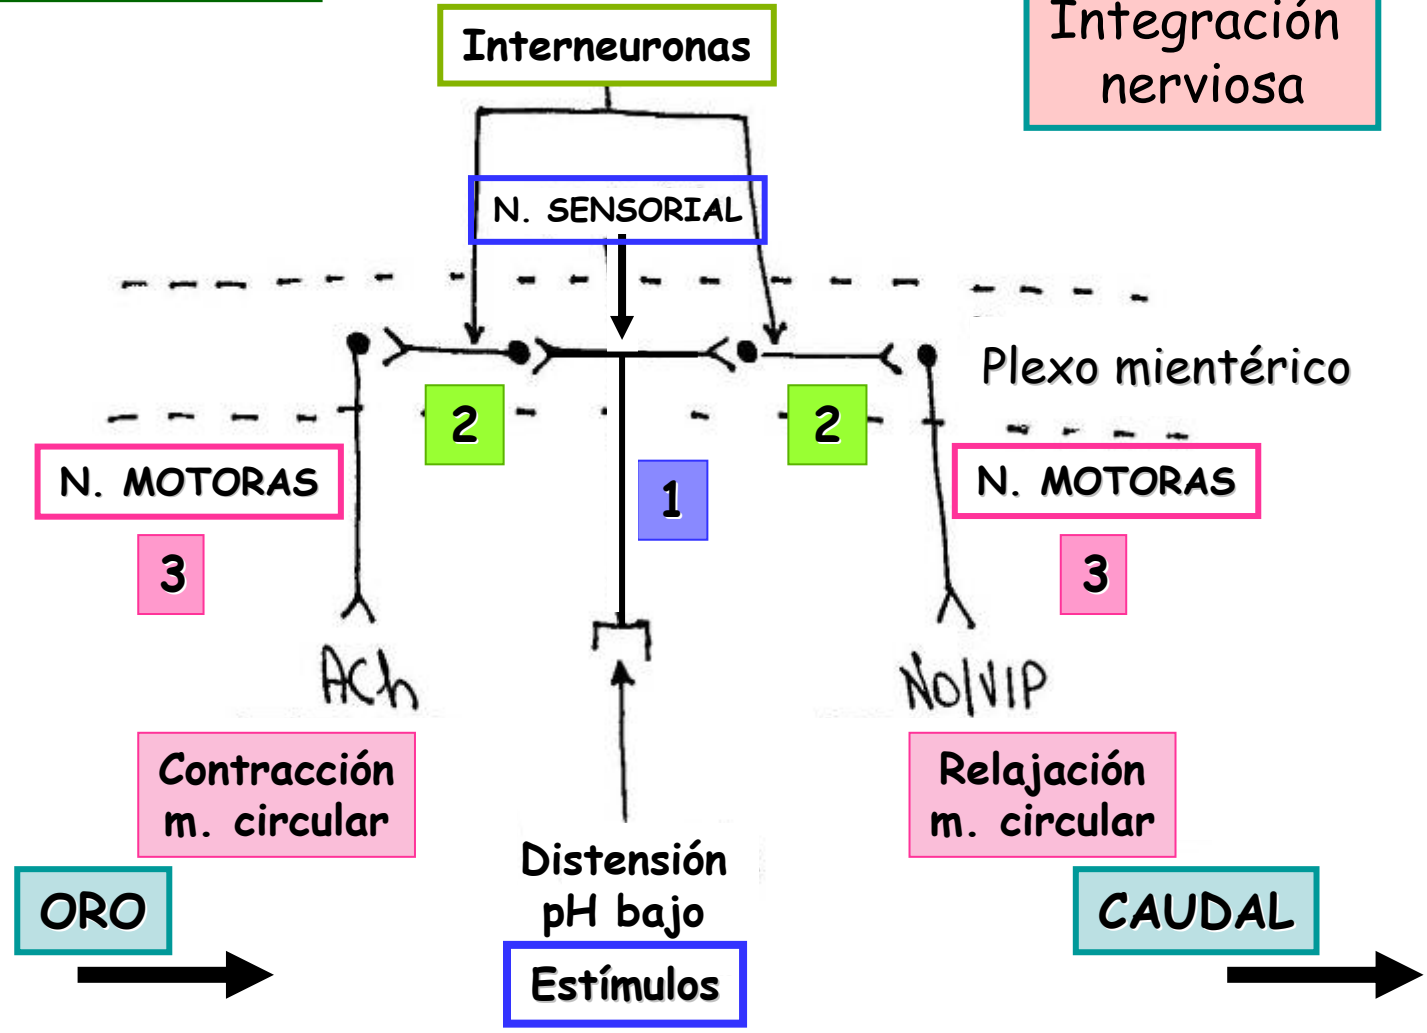 Interneuronas
Integración
nerviosa
N. SENSORIAL
Plexo mientérico
2
2
N. MOTORAS
1
N. MOTORAS
3
3
ACh
NO/VIP
Contracción
m. circular
Relajación
m. circular
Distensión
pH bajo
ORO
CAUDAL
Estímulos